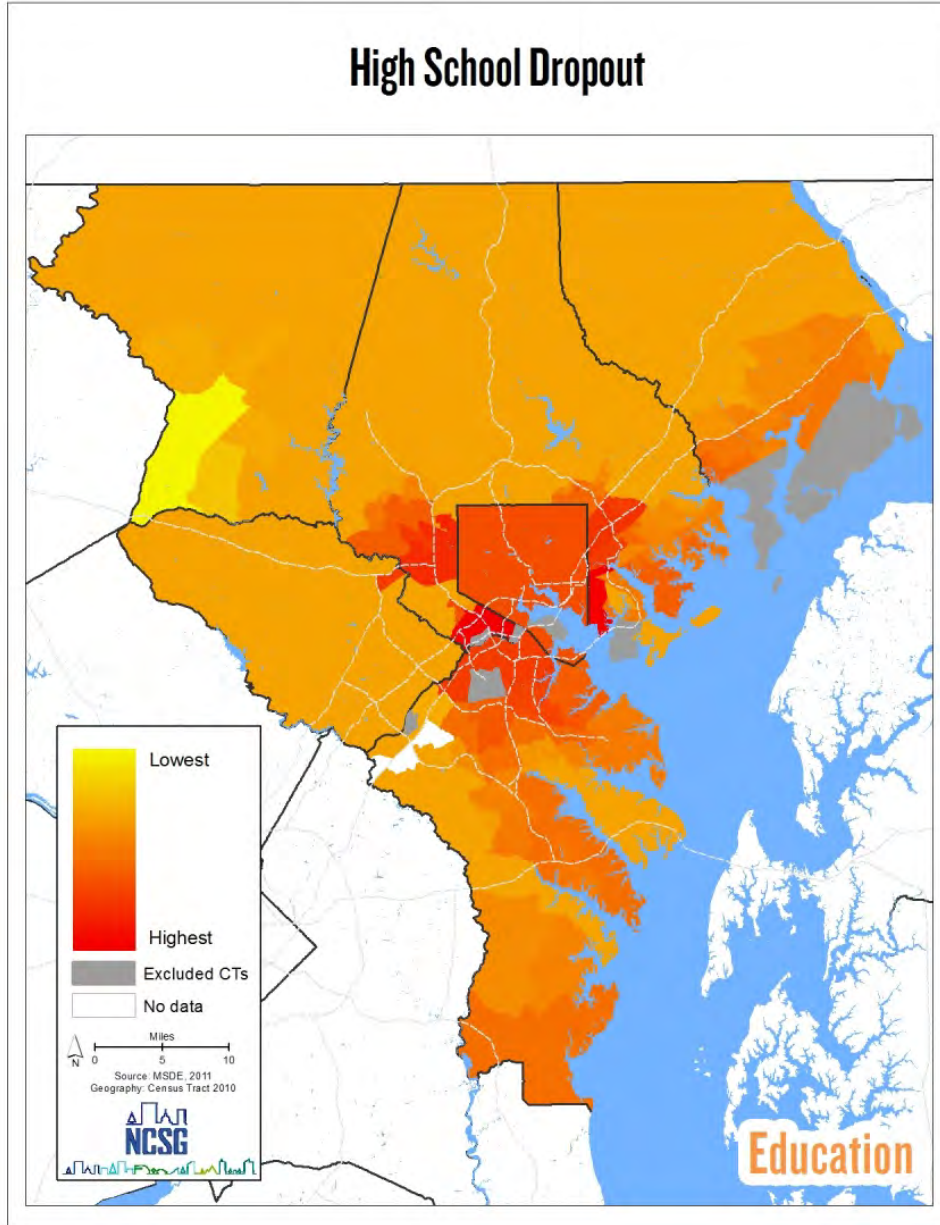 High School Dropout
Lowest
Highest
Excluded CTs
No data
Miles
N
0 5 10
Source: MSDE, 2011
Geography: Census Tract 2010
NCSG
Education